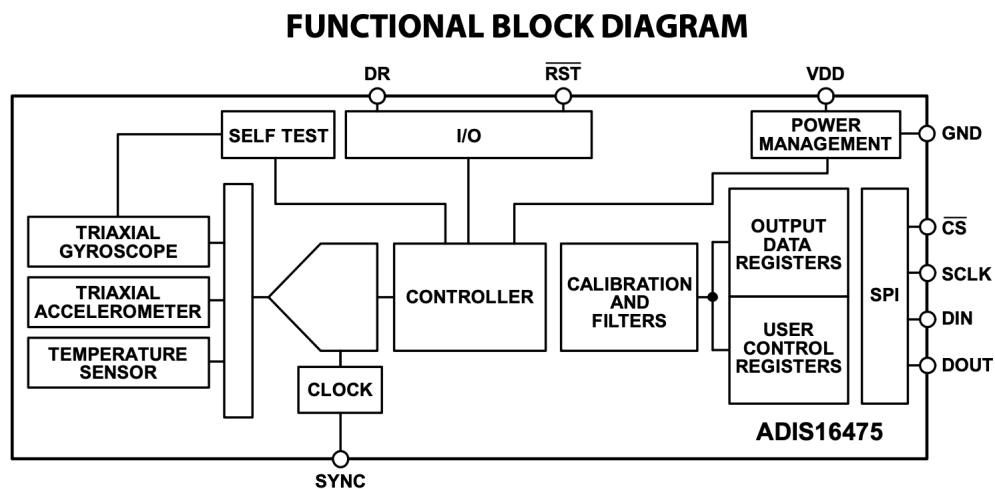 FUNCTIONAL BLOCK DIAGRAM
DR
RST
VDD
SELF TEST
I/O
POWER
MANAGEMENT
GND
TRIAXIAL
GYROSCOPE
TRIAXIAL
ACCELEROMETER
TEMPERATURE
SENSOR
CONTROLLER
CLOCK
CALIBRATION
AND
FILTERS
OUTPUT
DATA
REGISTERS
USER
CONTROL
REGISTERS
SPI
CS
SCLK
DIN
DOUT
ADIS16475
SYNC